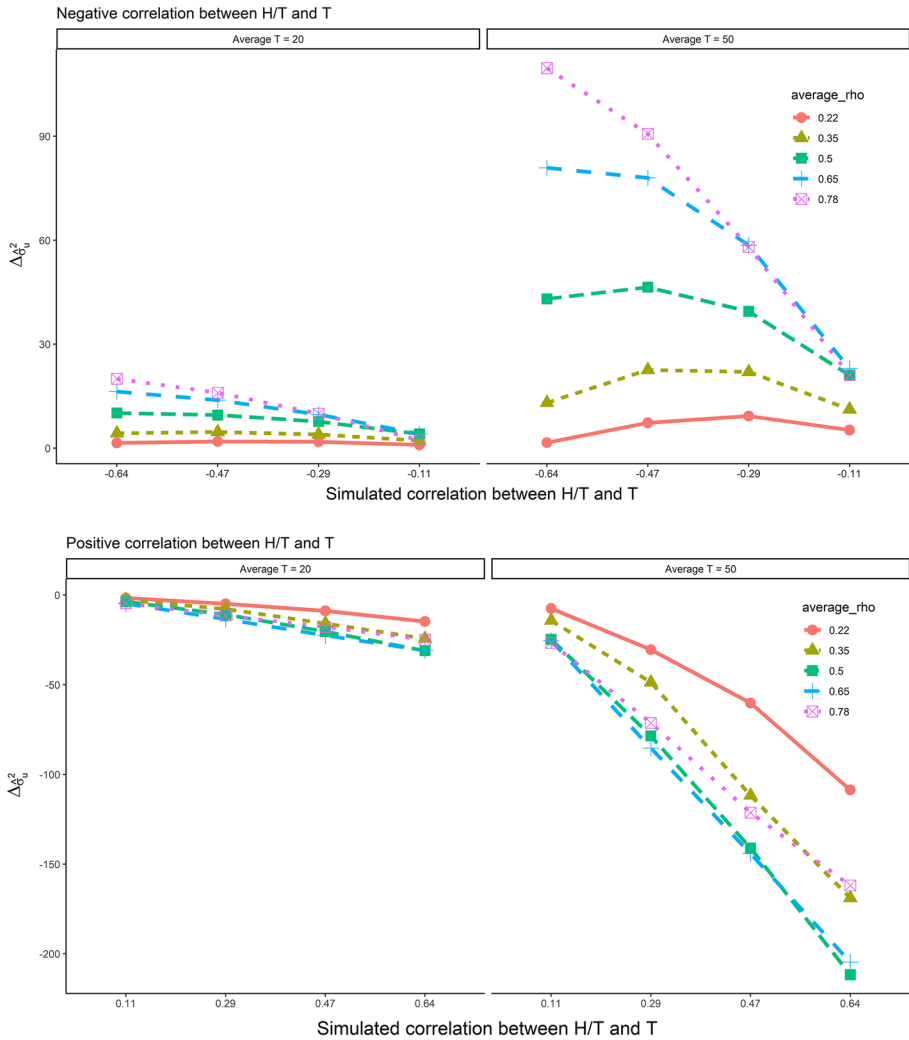 Negative correlation between H/T and T
Average T = 20
Average T = 50
90
60
30
0
Δσ̂²ᵤ
average_rho
0.22
0.35
0.5
0.65
0.78
-0.64
-0.47
-0.29
-0.11
-0.64
-0.47
-0.29
-0.11
Simulated correlation between H/T and T
Positive correlation between H/T and T
Average T = 20
Average T = 50
0
-50
-100
-150
-200
Δσ̂²ᵤ
average_rho
0.22
0.35
0.5
0.65
0.78
0.11
0.29
0.47
0.64
0.11
0.29
0.47
0.64
Simulated correlation between H/T and T